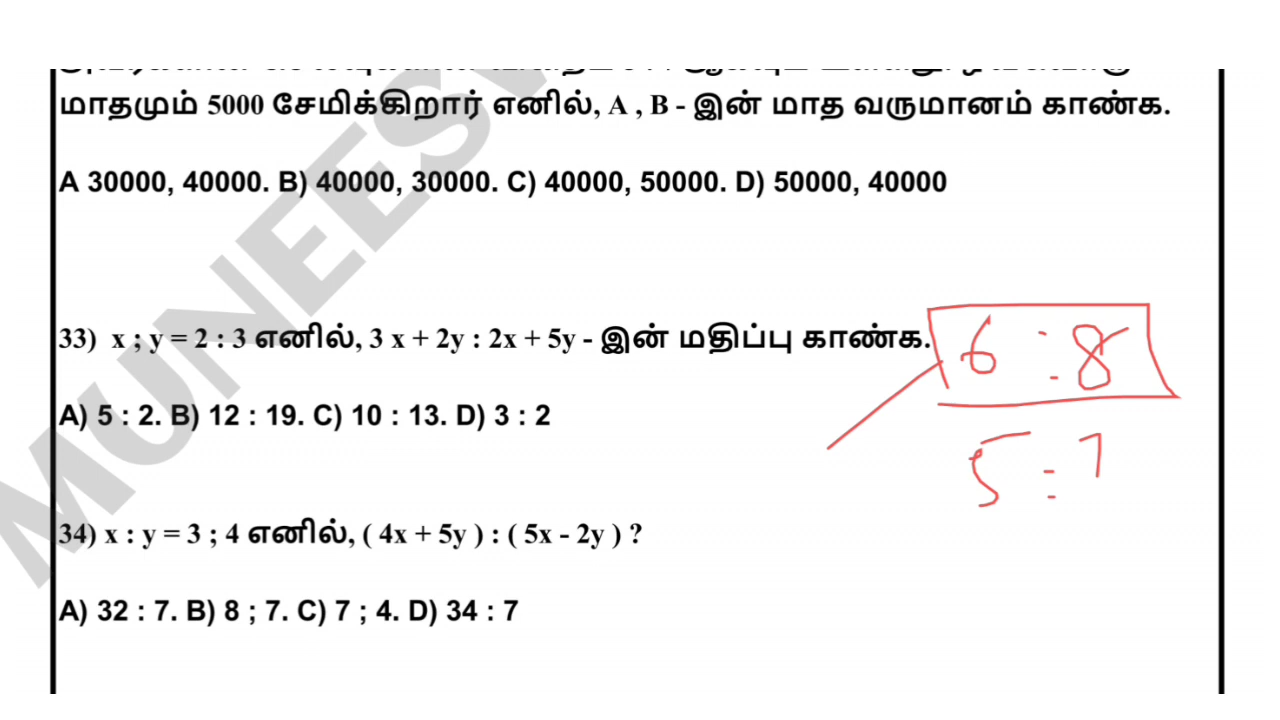 மாதமும் 5000 சேமிக்கிறார் எனில், A , B - இன் மாத வருமானம் காண்க.
A 30000, 40000. B) 40000, 30000. C) 40000, 50000. D) 50000, 40000
33) x ; y = 2 : 3 எனில், 3 x + 2y : 2x + 5y - இன் மதிப்பு காண்க.
6 : 8
A) 5 : 2. B) 12 : 19. C) 10 : 13. D) 3 : 2
5 : 7
34) x : y = 3 ; 4 எனில், ( 4x + 5y ) : ( 5x - 2y ) ?
A) 32 : 7. B) 8 ; 7. C) 7 ; 4. D) 34 : 7